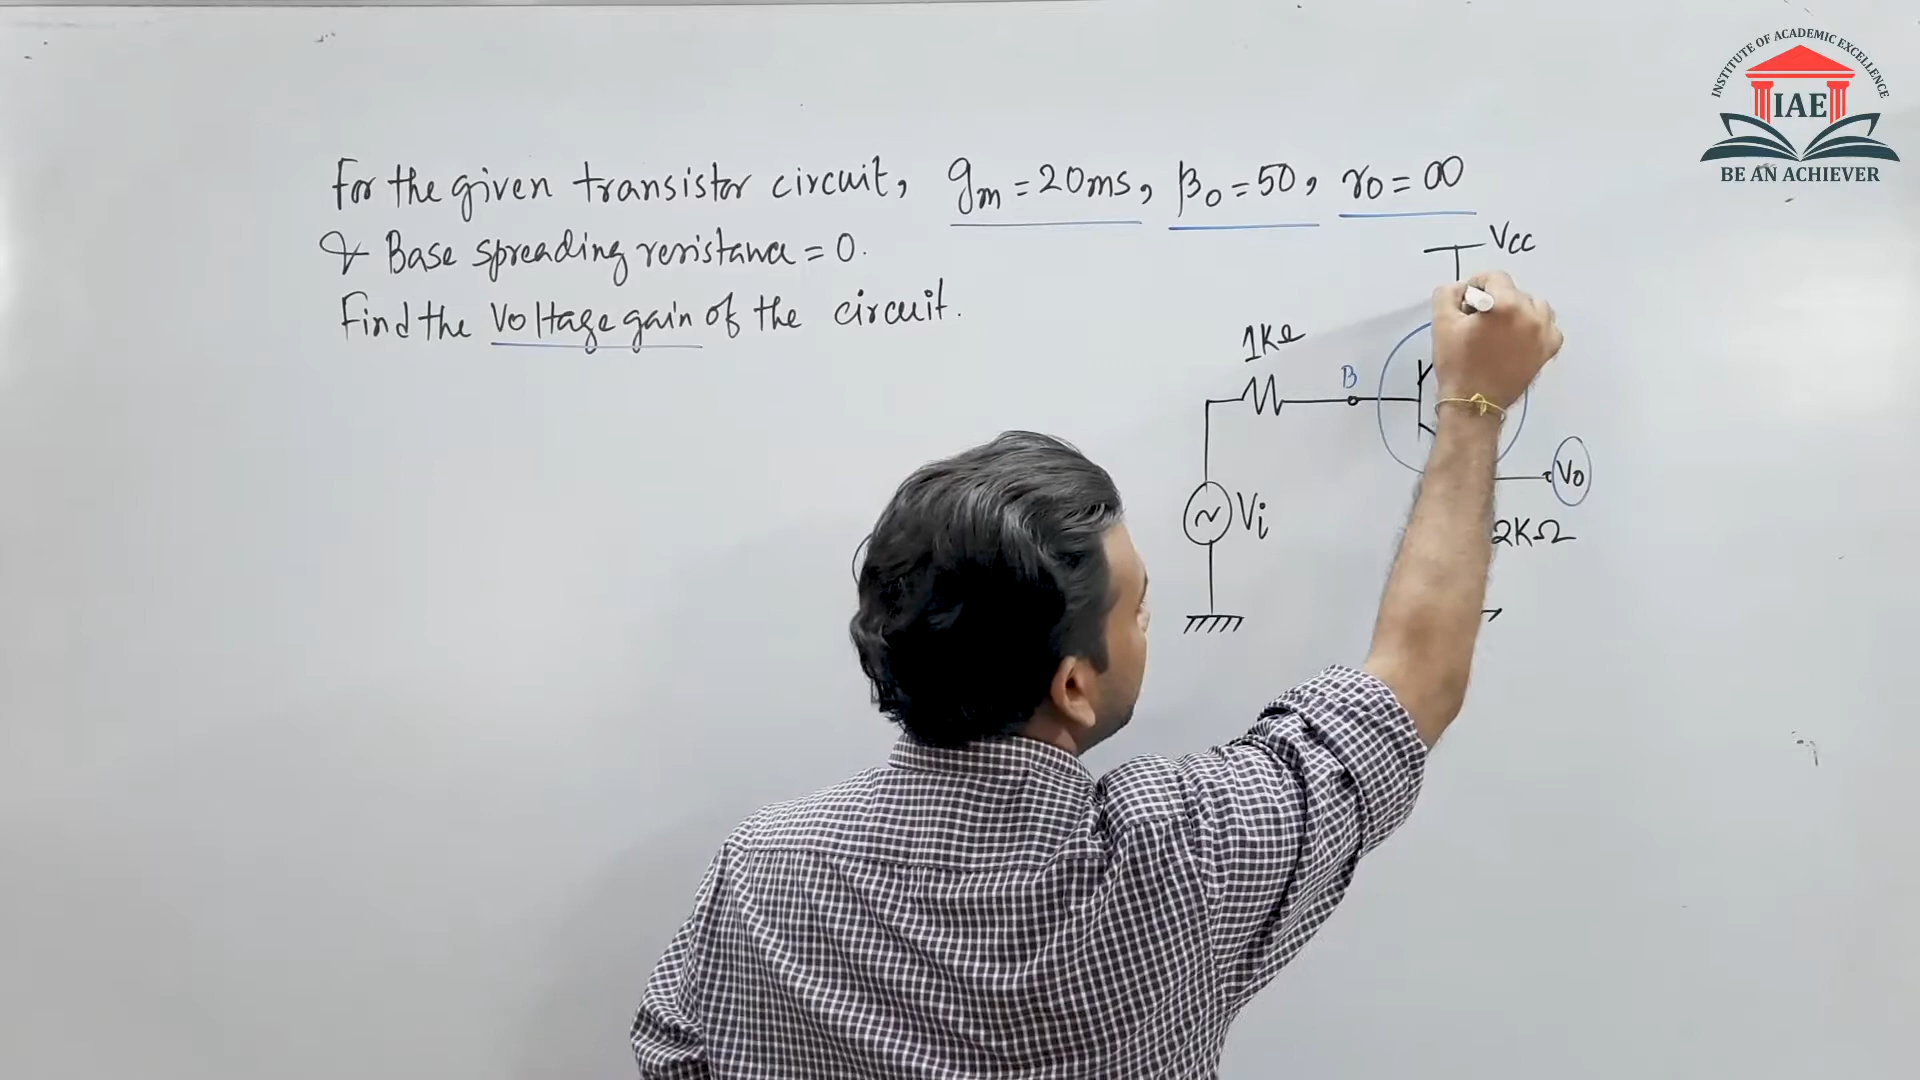 INSTITUTE OF ACADEMIC EXCELLENCE
IAE
BE AN ACHIEVER
For the given transistor circuit, gm = 20ms, β0 = 50, r0 = ∞
& Base spreading resistance = 0.
Find the voltage gain of the circuit.
VCC
1KΩ
B
V0
Vi
2KΩ